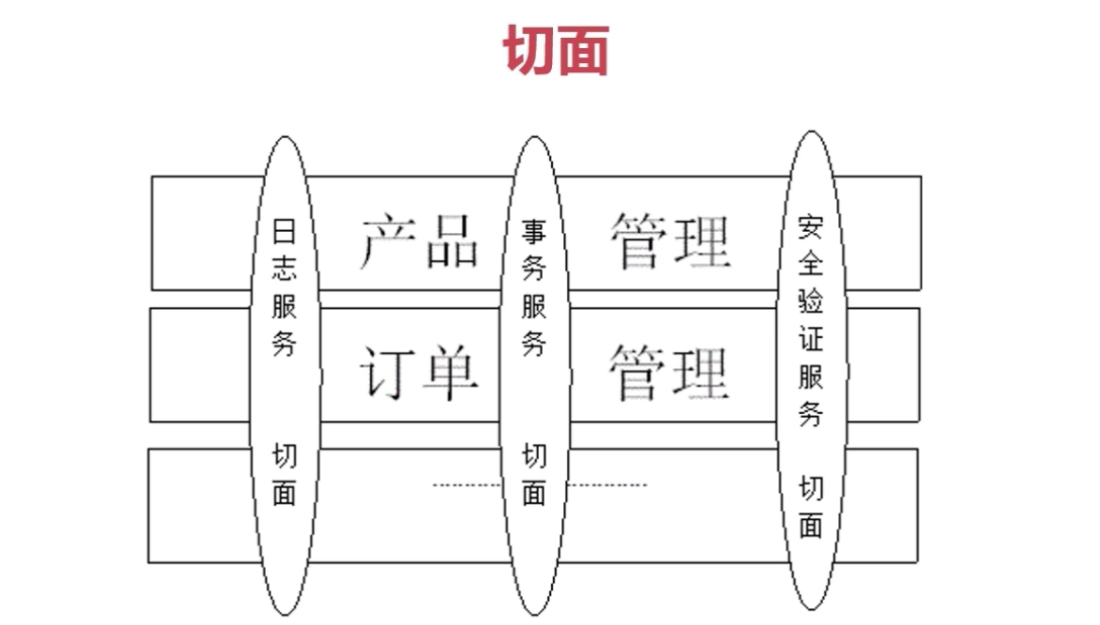 切面
产品 管理
订单 管理
日志服务 切面
事务服务 切面
安全验证服务 切面